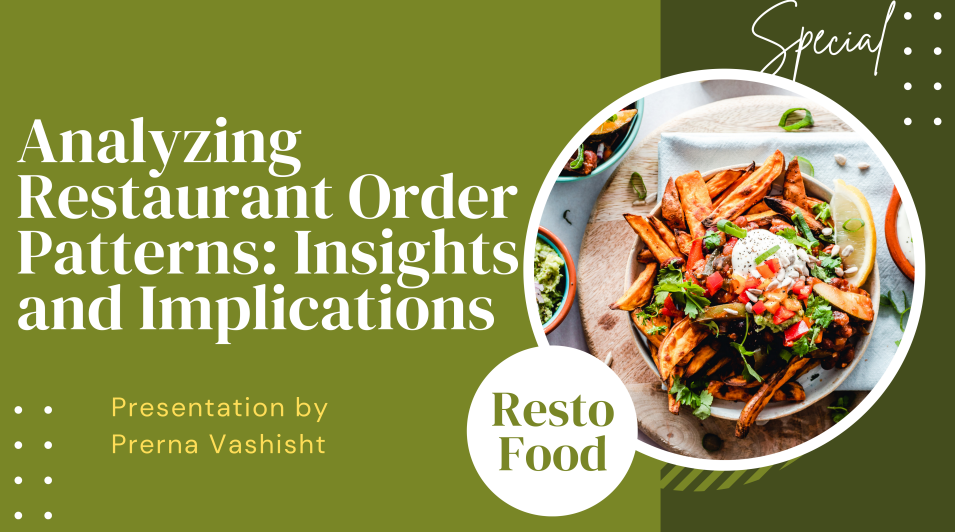 Special
Analyzing
Restaurant Order
Patterns: Insights
and Implications
Presentation by
Prerna Vashisht
Resto
Food